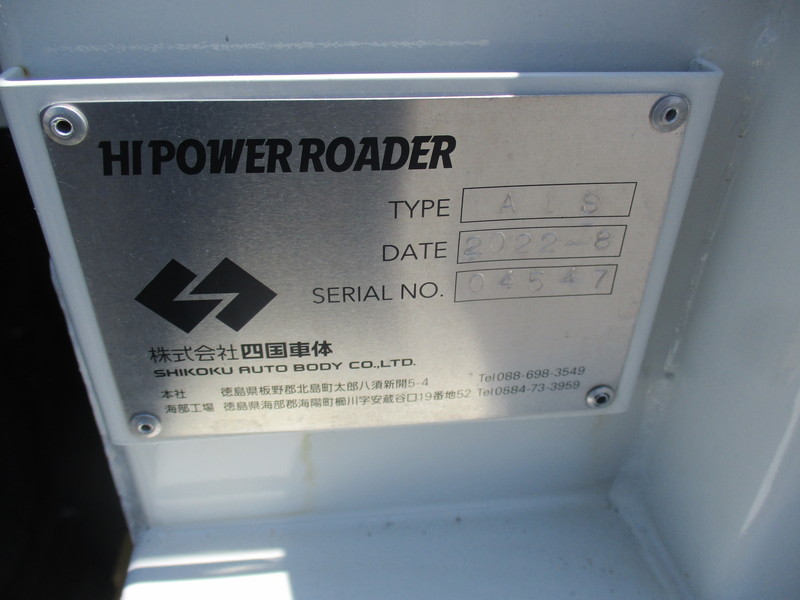 HI POWER ROADER
TYPE A I S
DATE 2022-8
SERIAL NO. 04547
株式会社四国車体
SHIKOKU AUTO BODY CO.,LTD.
本社 徳島県板野郡北島町太郎八須新開5-4 Tel088-698-3549
海部工場 徳島県海部郡海陽町櫛川字安蔵谷口19番地52 Tel0884-73-3959